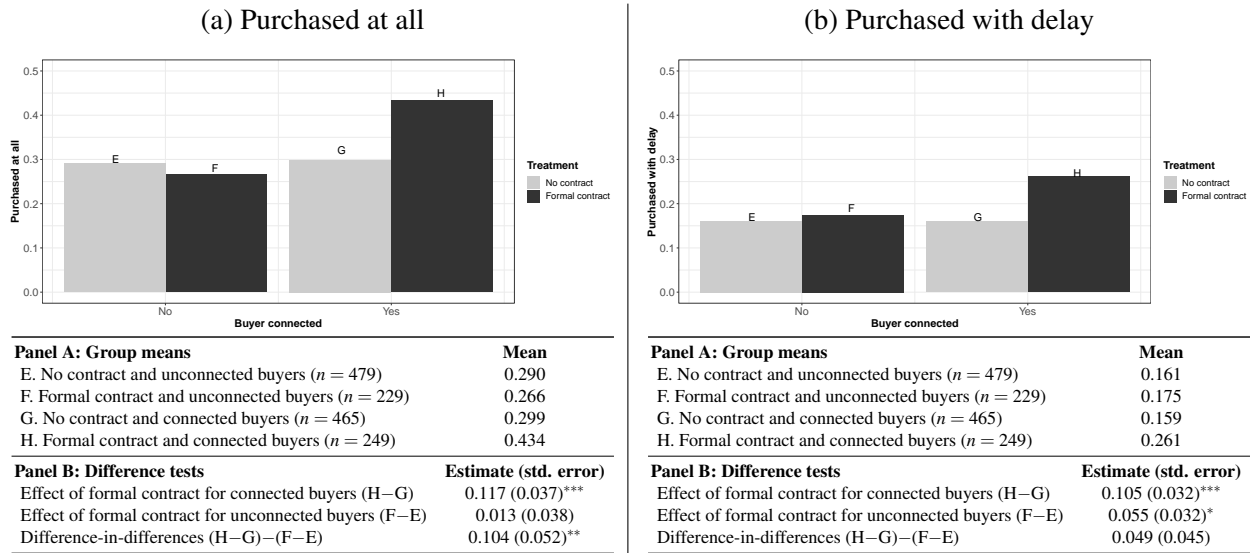 (a) Purchased at all
0.5
0.4
0.3
0.2
0.1
0.0
Purchased at all
E
F
G
H
No
Yes
Buyer connected
Treatment
No contract
Formal contract
Panel A: Group means Mean
E. No contract and unconnected buyers (n = 479) 0.290
F. Formal contract and unconnected buyers (n = 229) 0.266
G. No contract and connected buyers (n = 465) 0.299
H. Formal contract and connected buyers (n = 249) 0.434
Panel B: Difference tests Estimate (std. error)
Effect of formal contract for connected buyers (H−G) 0.117 (0.037)***
Effect of formal contract for unconnected buyers (F−E) 0.013 (0.038)
Difference-in-differences (H−G)−(F−E) 0.104 (0.052)**
(b) Purchased with delay
0.5
0.4
0.3
0.2
0.1
0.0
Purchased with delay
E
F
G
H
No
Yes
Buyer connected
Treatment
No contract
Formal contract
Panel A: Group means Mean
E. No contract and unconnected buyers (n = 479) 0.161
F. Formal contract and unconnected buyers (n = 229) 0.175
G. No contract and connected buyers (n = 465) 0.159
H. Formal contract and connected buyers (n = 249) 0.261
Panel B: Difference tests Estimate (std. error)
Effect of formal contract for connected buyers (H−G) 0.105 (0.032)***
Effect of formal contract for unconnected buyers (F−E) 0.055 (0.032)*
Difference-in-differences (H−G)−(F−E) 0.049 (0.045)